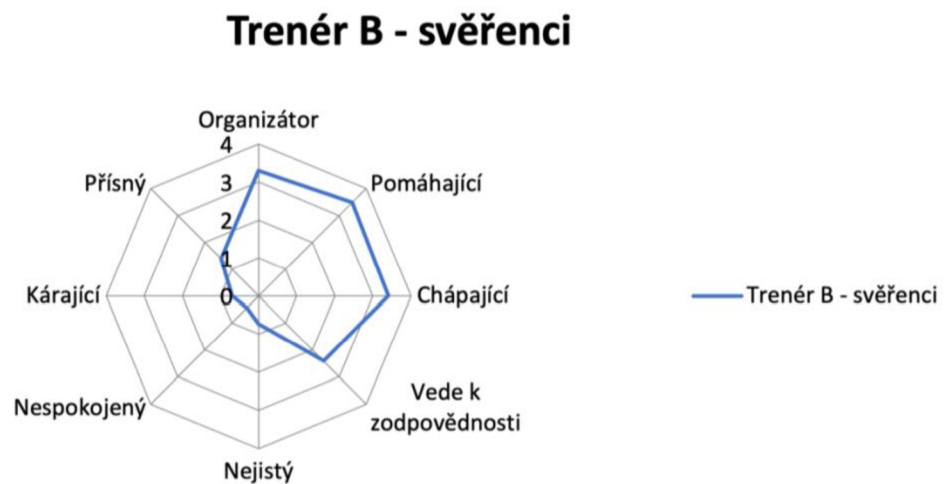 Trenér B - svěřenci
Organizátor
4
3
2
1
0
Pomáhající
Chápající
Vede k
zodpovědnosti
Nejistý
Nespokojený
Kárající
Přísný
Trenér B - svěřenci